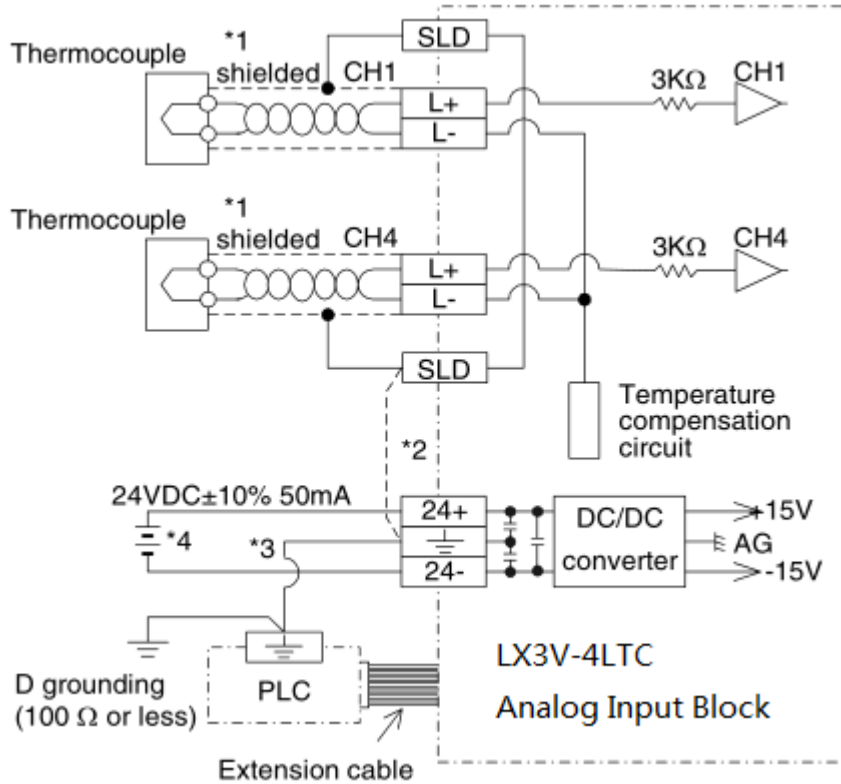 SLD
*1
Thermocouple
shielded CH1
L+
L-
3KΩ
CH1
*1
Thermocouple
shielded CH4
L+
L-
3KΩ
CH4
SLD
Temperature
compensation
circuit
*2
24VDC±10% 50mA
*4
*3
24+
24-
DC/DC
converter
+15V
AG
-15V
D grounding
(100 Ω or less)
PLC
Extension cable
LX3V-4LTC
Analog Input Block